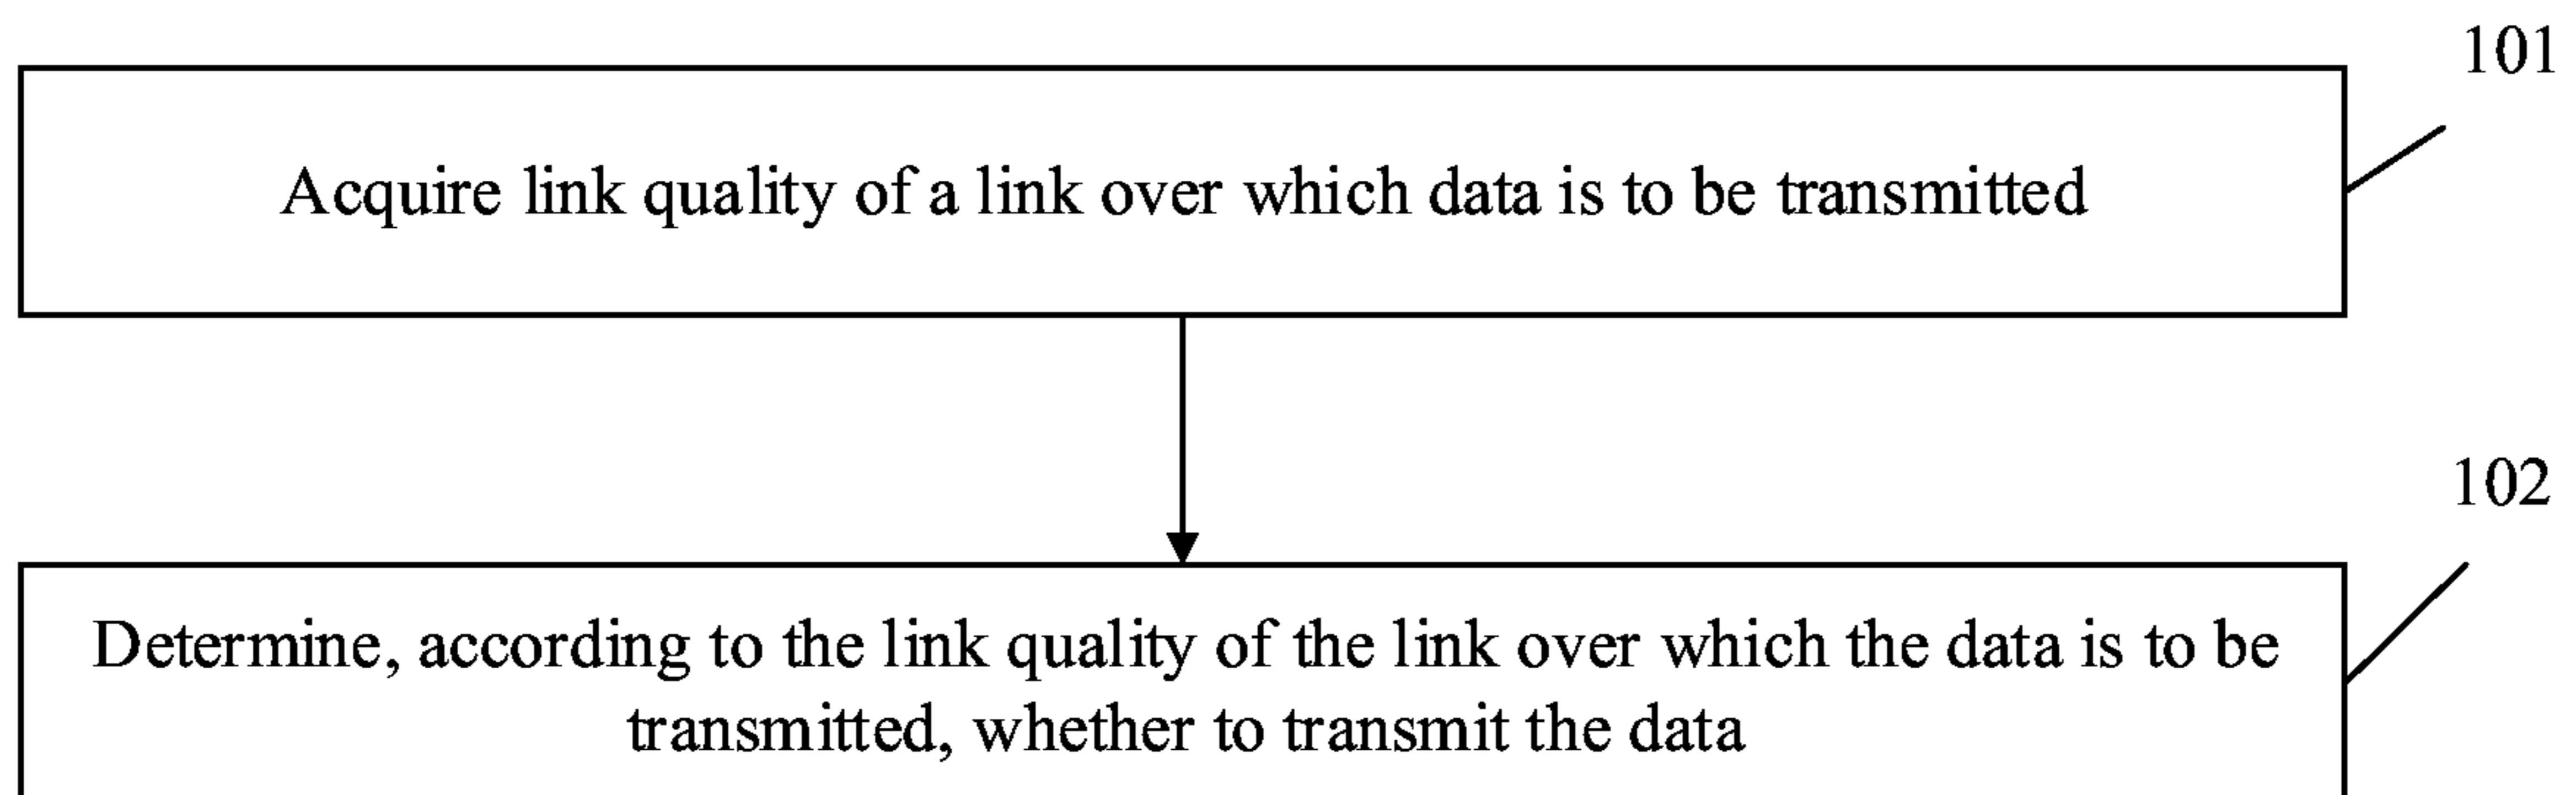 101
Acquire link quality of a link over which data is to be transmitted
102
Determine, according to the link quality of the link over which the data is to be
transmitted, whether to transmit the data